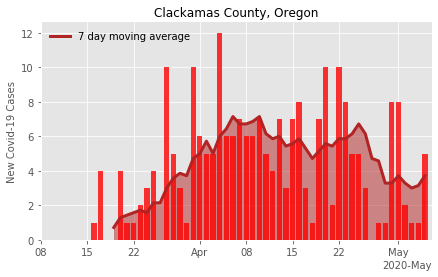 Clackamas County, Oregon
7 day moving average
New Covid-19 Cases
12
10
8
6
4
2
0
08 15 22 Apr 08 15 22 May
2020-May